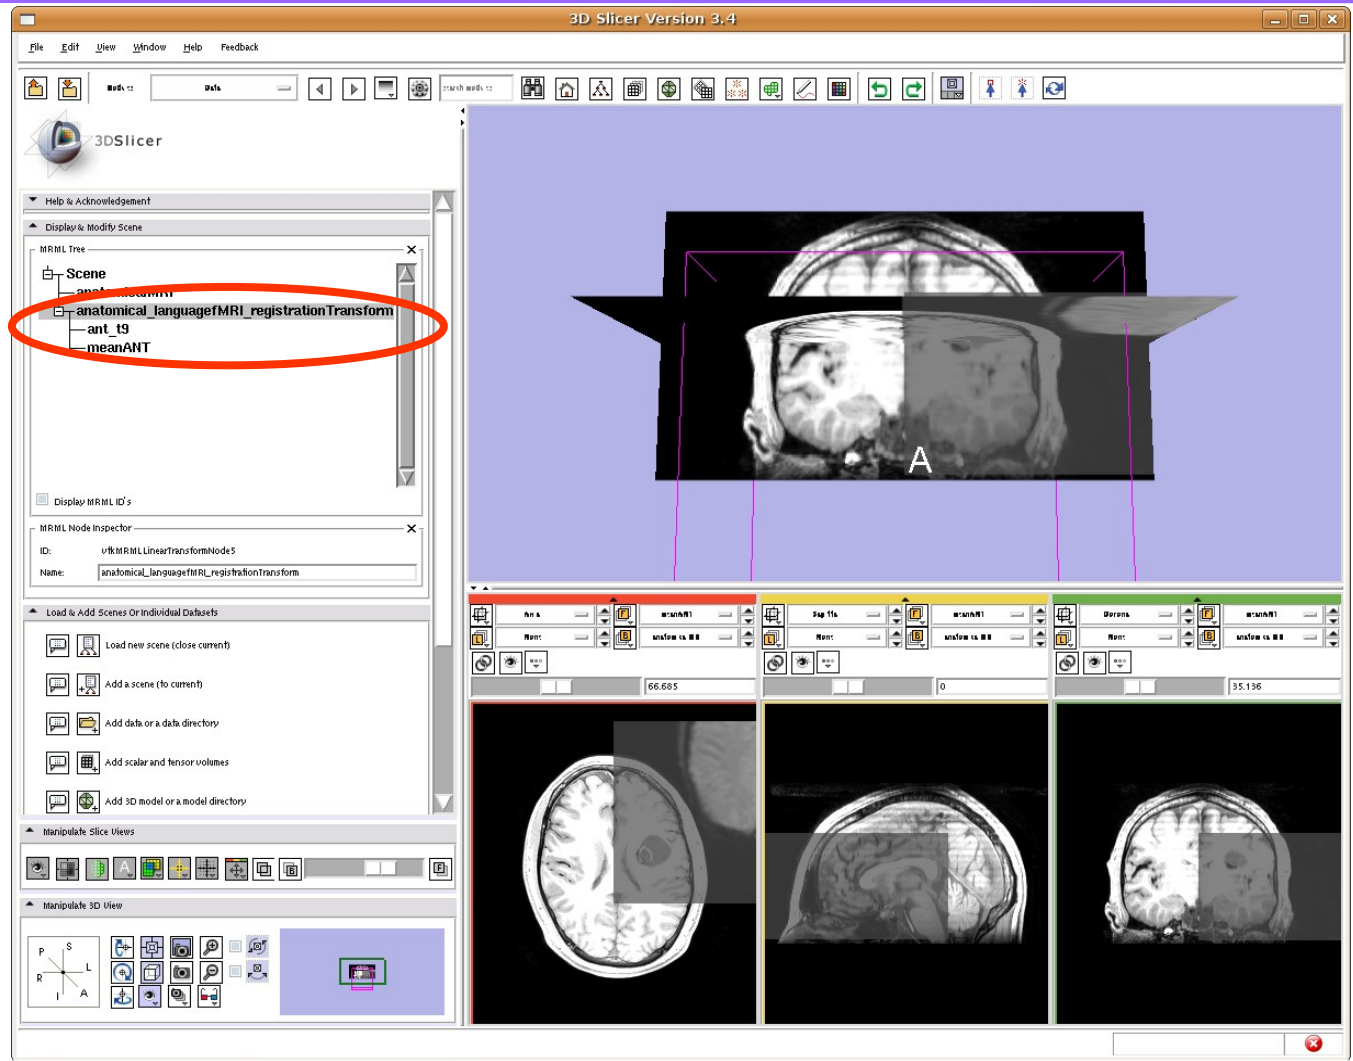 3D Slicer Version 3.4
File Edit View Window Help Feedback
Data
3DSlicer
Help & Acknowledgement
Display & Modify Scene
MRML Tree
Scene
anatomical_languagefMRI_registrationTransform
ant_t9
meanANT
Display MRML ID's
MRML Node Inspector
ID: vtkMRMLLinearTransformNode5
Name: anatomical_languagefMRI_registrationTransform
Load & Add Scenes Or Individual Datasets
Load new scene (close current)
Add a scene (to current)
Add data or a data directory
Add scalar and tensor volumes
Add 3D model or a model directory
Manipulate Slice Views
Manipulate 3D View
P S
R L
I A
A
None None None
66.685 0 35.136